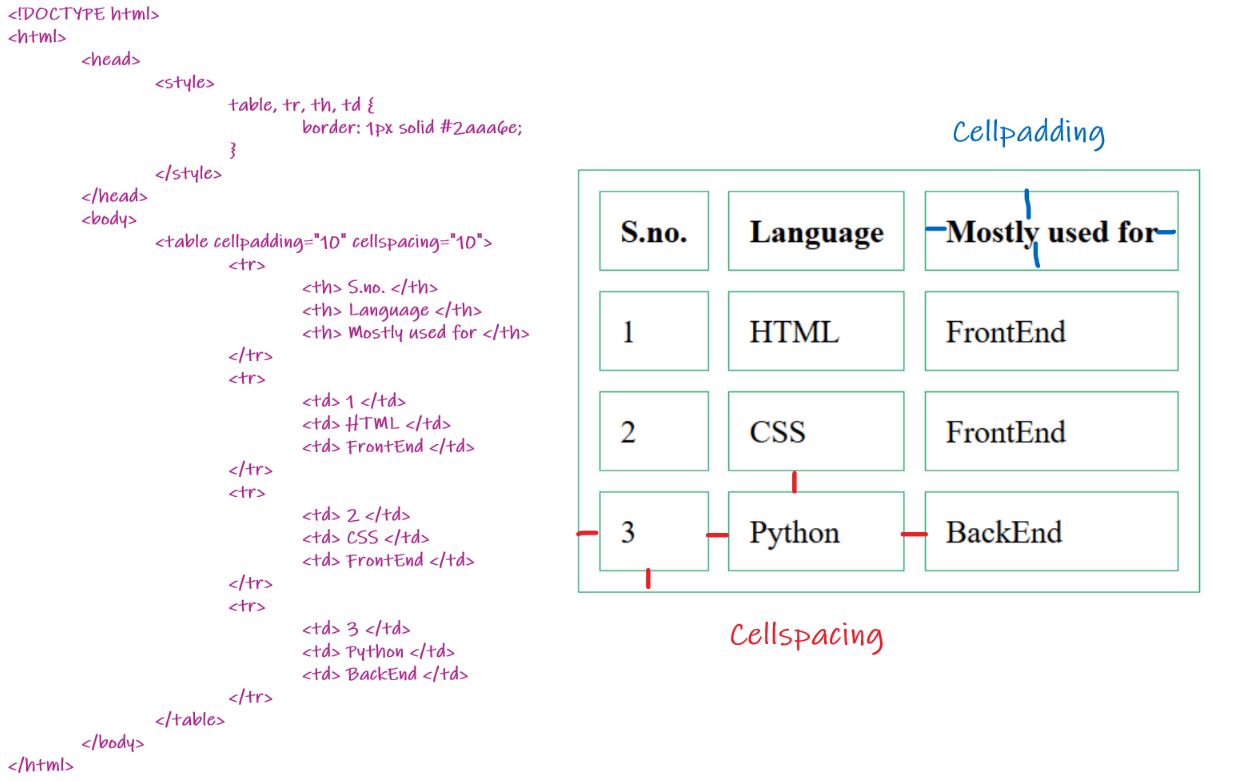 <!DOCTYPE html>
<html>
<head>
<style>
table, tr, th, td {
border: 1px solid #2aaa6e;
}
</style>
</head>
<body>
<table cellpadding="10" cellspacing="10">
<tr>
<th> S.no. </th>
<th> Language </th>
<th> Mostly used for </th>
</tr>
<tr>
<td> 1 </td>
<td> HTML </td>
<td> FrontEnd </td>
</tr>
<tr>
<td> 2 </td>
<td> CSS </td>
<td> FrontEnd </td>
</tr>
<tr>
<td> 3 </td>
<td> Python </td>
<td> BackEnd </td>
</tr>
</table>
</body>
</html>
Cellpadding
S.no. Language Mostly used for
1 HTML FrontEnd
2 CSS FrontEnd
3 Python BackEnd
Cellspacing